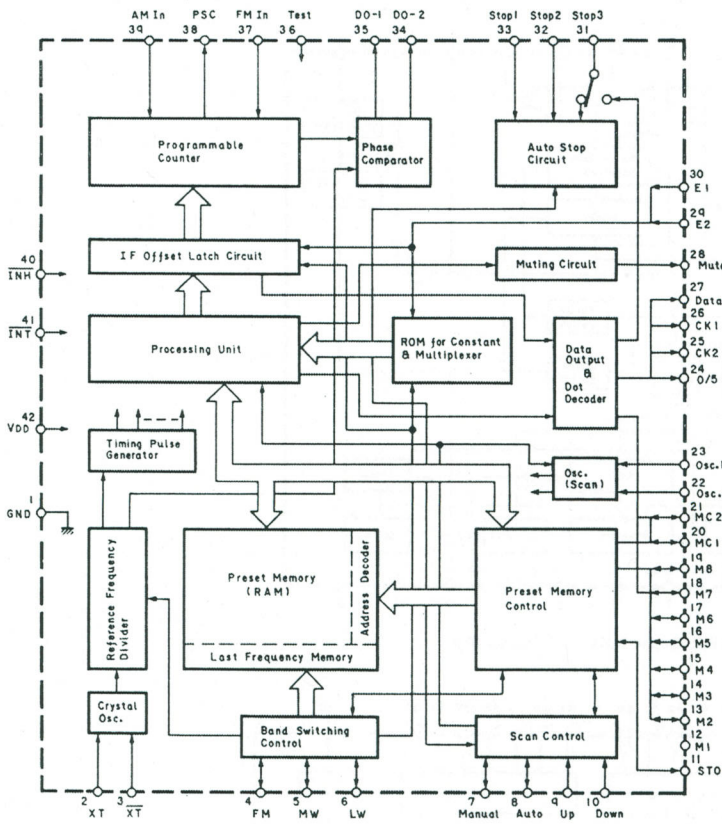 AM In PSC FM In Test DO-1 DO-2 Stop1 Stop2 Stop3
39 38 37 36 35 34 33 32 31
Programmable
Counter
Phase
Comparator
Auto Stop
Circuit
30
E1
29
E2
IF Offset Latch Circuit
Muting Circuit
28
Mute
40
INH
27
Data
26
CK1
41
INT
Processing Unit
ROM for Constant
& Multiplexer
Data
Output
&
Dot
Decoder
25
CK2
24
O/S
42
VDD
Timing Pulse
Generator
Osc.
(Scan)
23
Osc.
22
Osc.
1
GND
21
MC2
20
MC1
Reference Frequency
Divider
Preset Memory
(RAM)
Address Decoder
Preset Memory
Control
19
M8
18
M7
17
M6
16
M5
Last Frequency Memory
15
M4
14
M3
Crystal
Osc.
Band Switching
Control
Scan Control
13
M2
12
M1
11
STO
2 3 4 5 6 7 8 9 10
XT XT FM MW LW Manual Auto Up Down